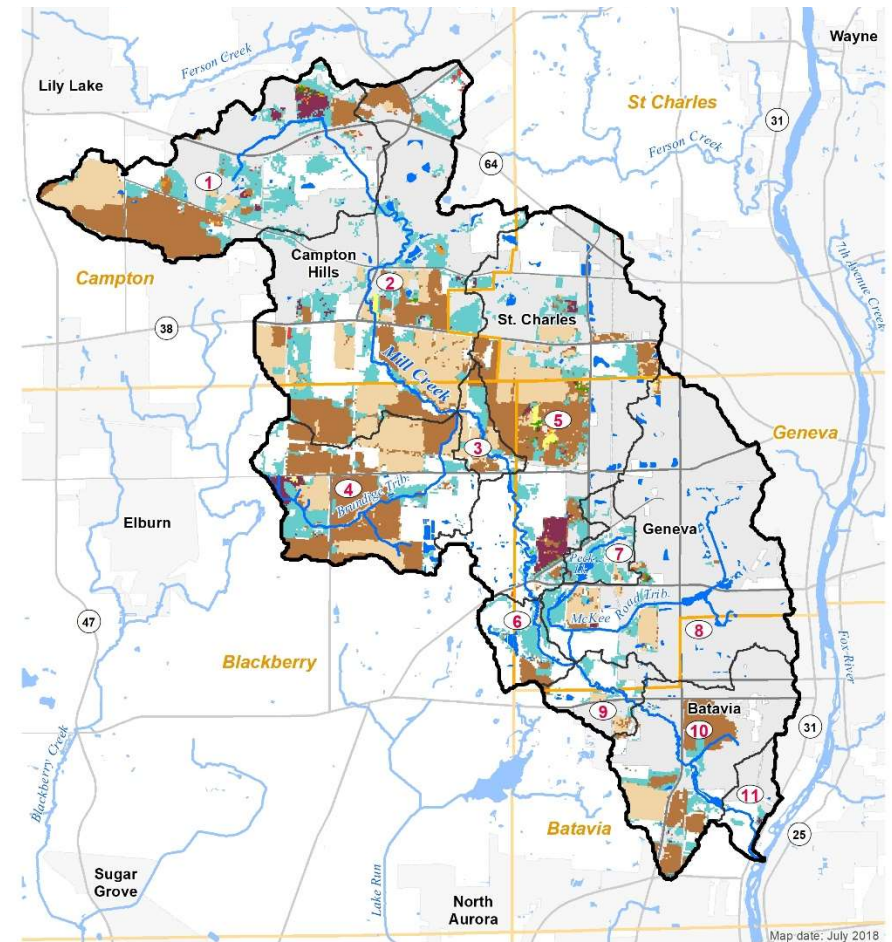 Wayne
Ferson Creek
Lily Lake
St Charles
31
Ferson Creek
64
1
7th Avenue Creek
Campton
Hills
Campton
2
St. Charles
38
Mill Creek
5
Geneva
3
4
Brundige Trib.
Elburn
Geneva
7
Peck
Lk.
McKee Road Trib.
47
6
8
Fox River
Blackberry
9
Batavia
10
31
Blackberry Creek
11
Batavia
25
Sugar
Grove
Lake Run
North
Aurora
Map date: July 2018